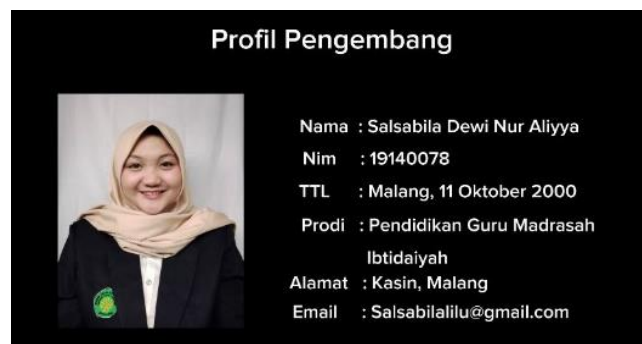 Profil Pengembang
Nama : Salsabila Dewi Nur Aliyya
Nim : 19140078
TTL : Malang, 11 Oktober 2000
Prodi : Pendidikan Guru Madrasah
Ibtidaiyah
Alamat : Kasin, Malang
Email : Salsabilalilu@gmail.com